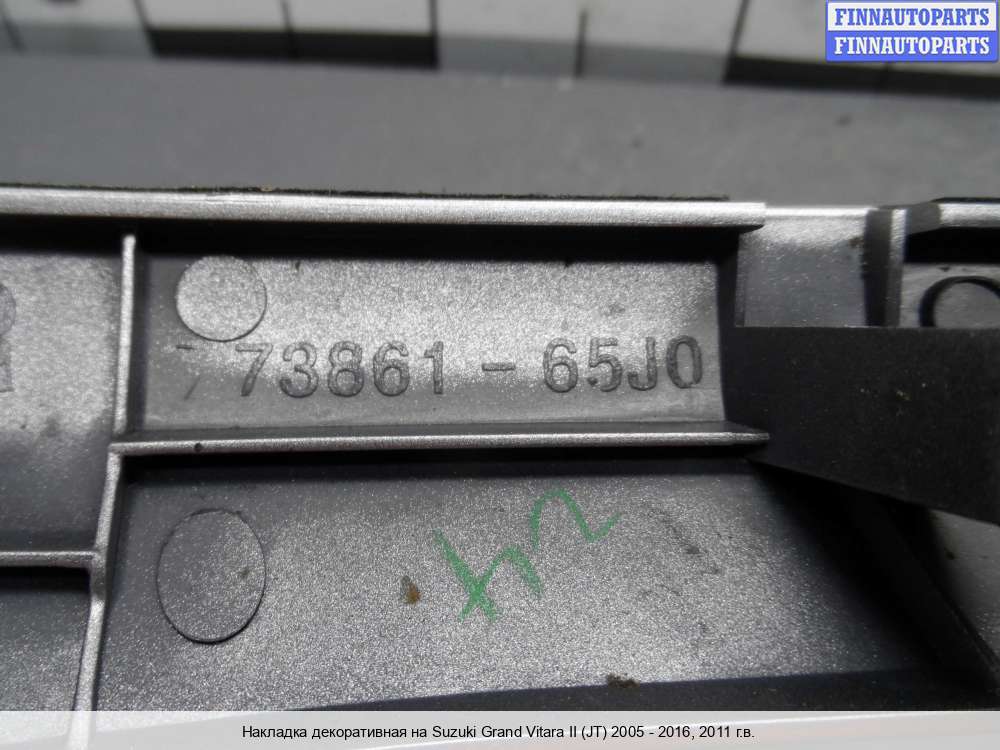 FINNAUTOPARTS
FINNAUTOPARTS
73861-65J0
Накладка декоративная на Suzuki Grand Vitara II (JT) 2005 - 2016, 2011 г.в.